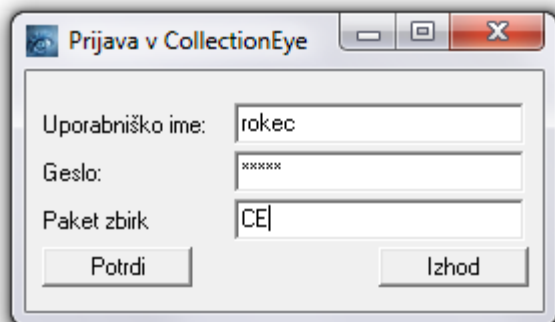 Prijava v CollectionEye
Uporabniško ime: rokec
Geslo: *****
Paket zbirk CE
Potrdi Izhod